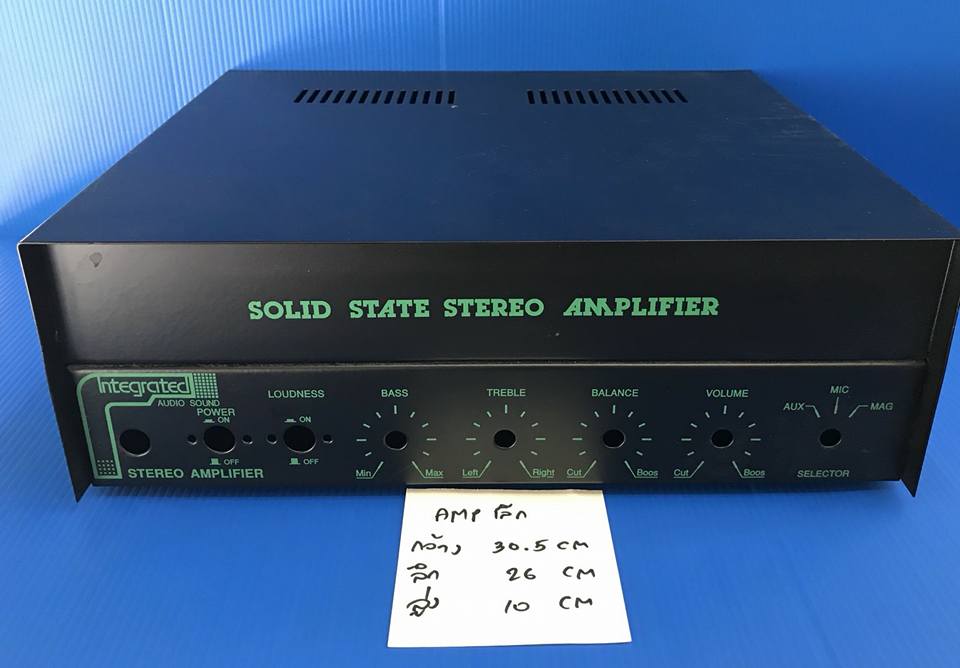 SOLID STATE STEREO AMPLIFIER
Integrated
AUDIO SOUND
POWER
ON
OFF
STEREO AMPLIFIER
LOUDNESS
ON
OFF
BASS
Min Max
TREBLE
Left Right
BALANCE
Cut Boos
VOLUME
Cut Boos
MIC
AUX MAG
SELECTOR
AMP เล็ก
กว้าง 30.5 CM
ลึก 26 CM
สูง 10 CM